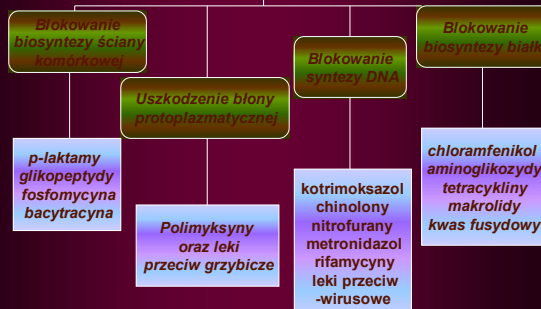 Blokowanie
biosyntezy ściany
komórkowej
p-laktamy
glikopeptydy
fosfomycyna
bacytracyna
Uszkodzenie błony
protoplazmatycznej
Polimyksyny
oraz leki
przeciw grzybicze
Blokowanie
syntezy DNA
kotrimoksazol
chinolony
nitrofurany
metronidazol
rifamycyny
leki przeciw
-wirusowe
Blokowanie
biosyntezy białk
chloramfenikol
aminoglikozydy
tetracykliny
makrolidy
kwas fusydowy